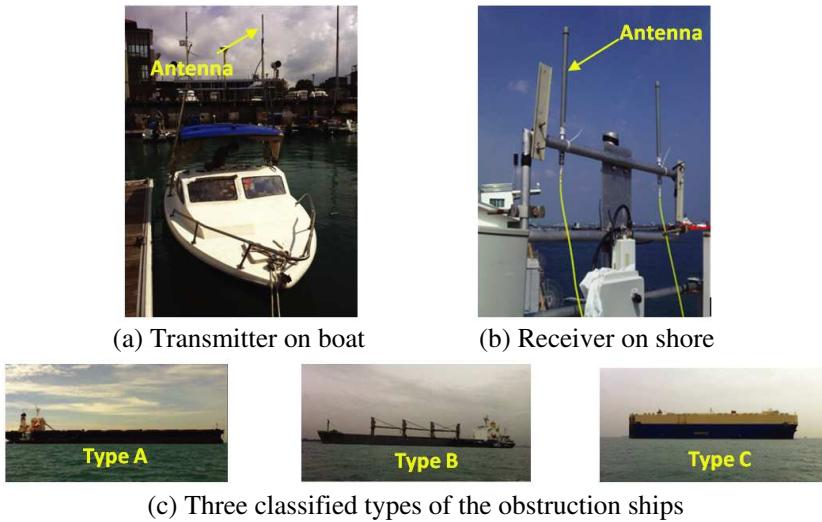 Antenna
Antenna
(a) Transmitter on boat
(b) Receiver on shore
Type A
Type B
Type C
(c) Three classified types of the obstruction ships